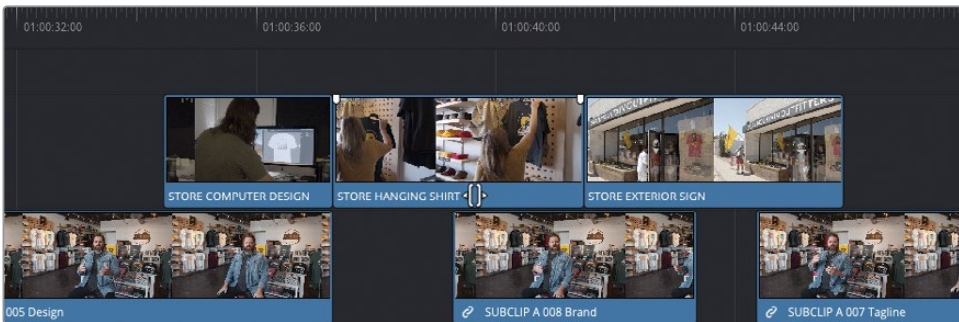 01:00:32:00
01:00:36:00
01:00:40:00
01:00:44:00
STORE COMPUTER DESIGN
STORE HANGING SHIRT
STORE EXTERIOR SIGN
005 Design
SUBCLIP A 008 Brand
SUBCLIP A 007 Tagline